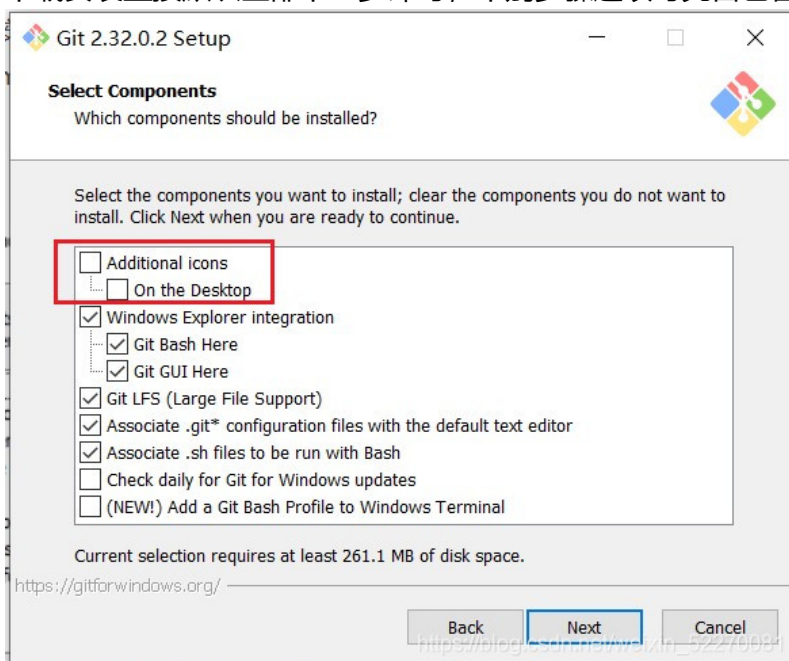 Git 2.32.0.2 Setup
Select Components
Which components should be installed?
Select the components you want to install; clear the components you do not want to
install. Click Next when you are ready to continue.
Additional icons
On the Desktop
Windows Explorer integration
Git Bash Here
Git GUI Here
Git LFS (Large File Support)
Associate .git* configuration files with the default text editor
Associate .sh files to be run with Bash
Check daily for Git for Windows updates
(NEW!) Add a Git Bash Profile to Windows Terminal
Current selection requires at least 261.1 MB of disk space.
https://gitforwindows.org/
Back Next Cancel
https://blog.csdn.net/weixin_52270081